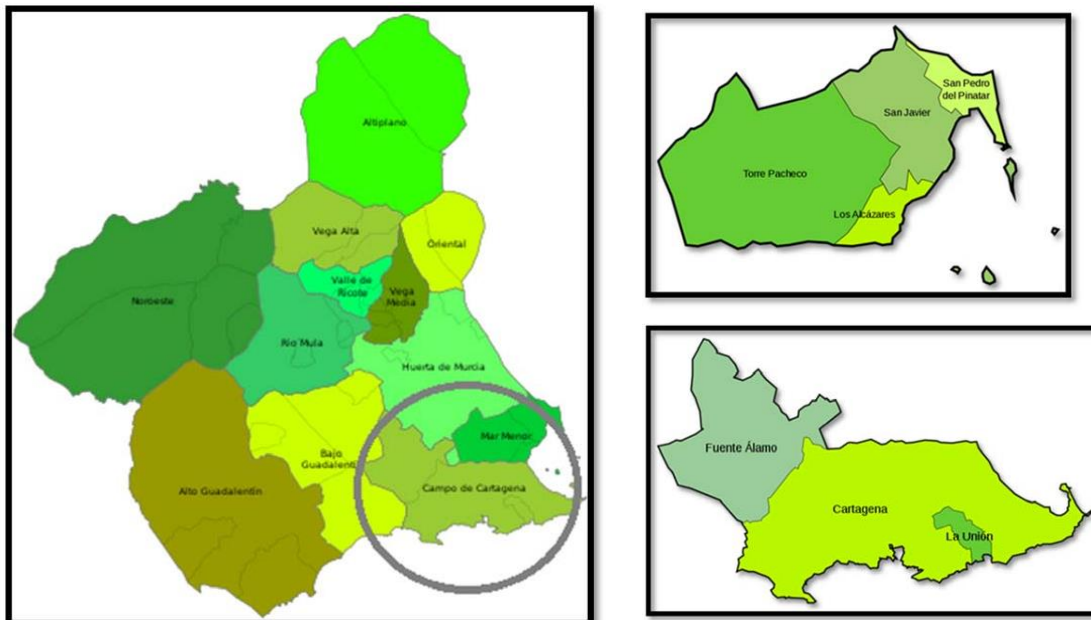 Altiplano
Vega Alta
Oriental
Valle de
Ricote
Vega
Media
Noroeste
Río Mula
Huerta de Murcia
Mar Menor
Bajo
Guadalentí
Campo de Cartagena
Alto Guadalentín
San Pedro
del Pinatar
San Javier
Torre Pacheco
Los Alcázares
Fuente Álamo
Cartagena
La Unión